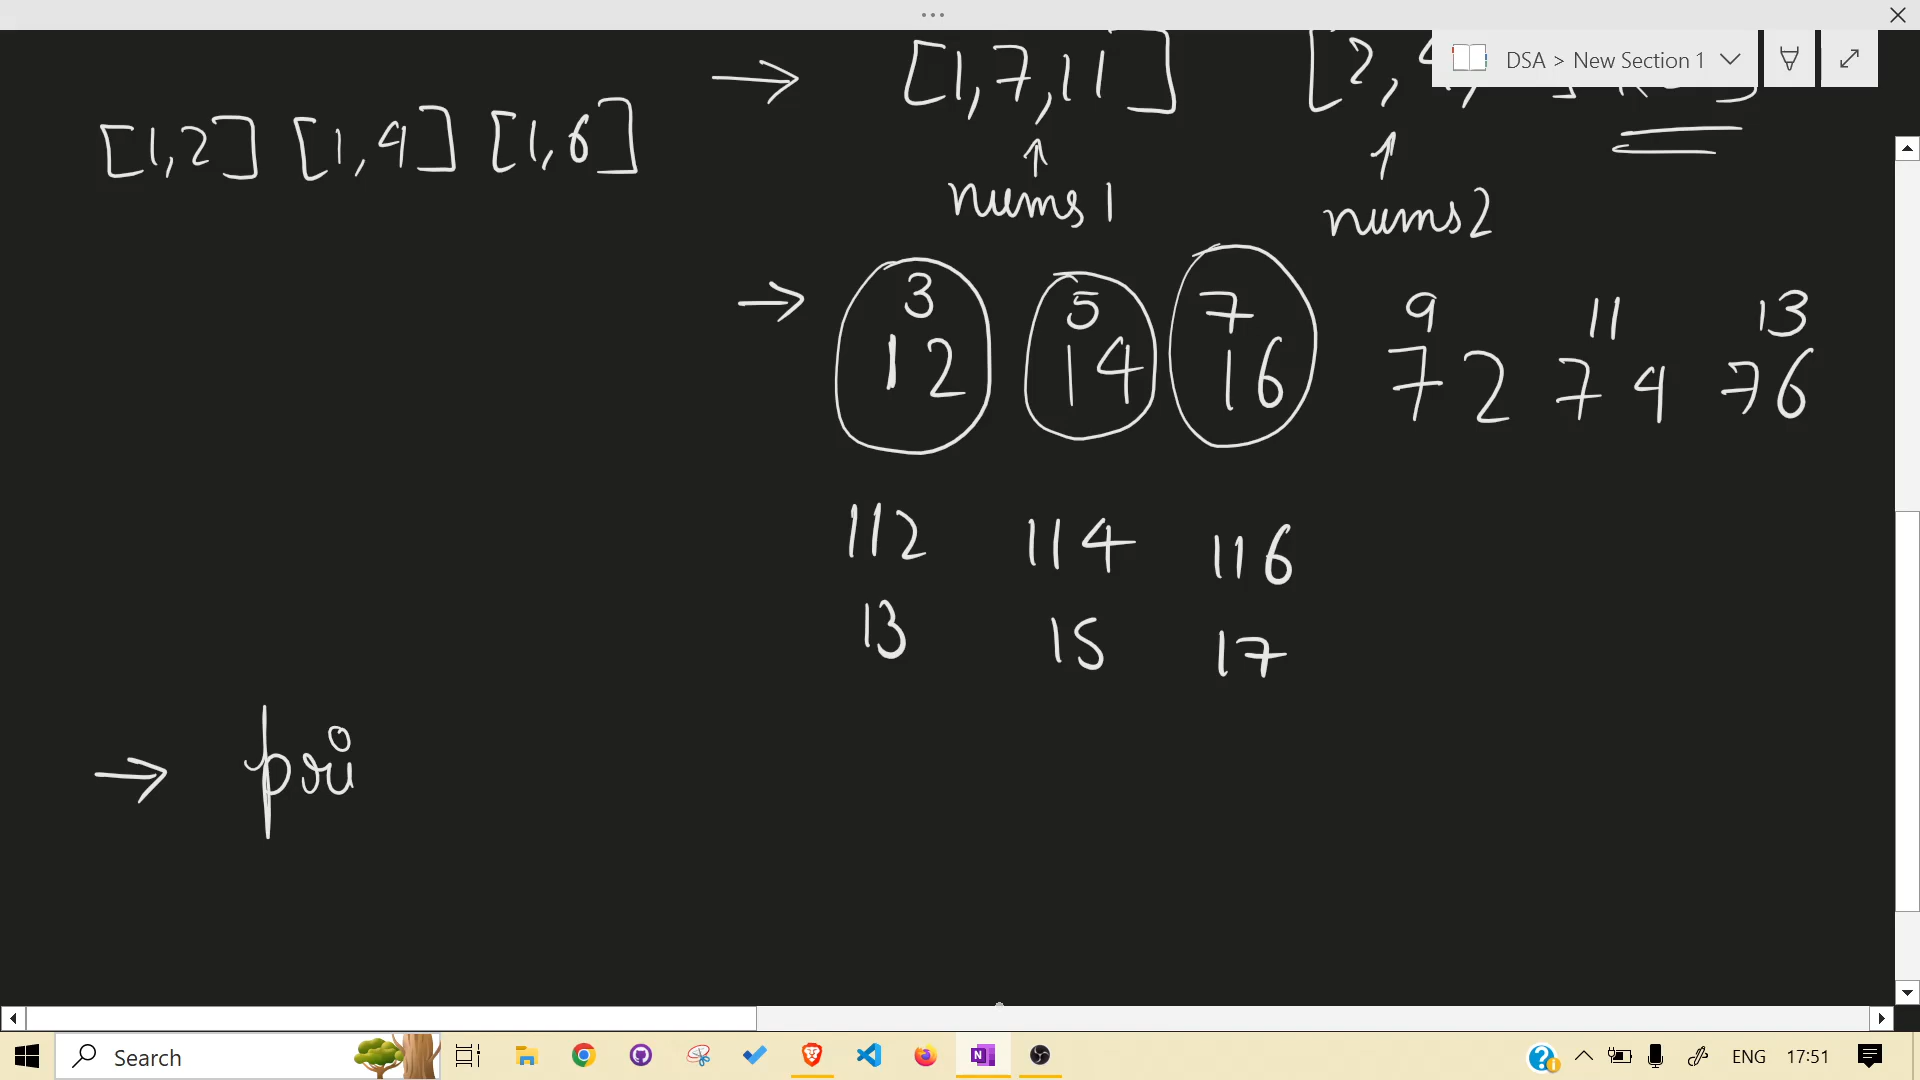 DSA > New Section 1
[1,7,11] [2, 4,
[1,2] [1,4] [1,6]
nums1 nums2
3 5 7 9 11 13
12 14 16 72 74 76
112 114 116
13 15 17
pri
Search
ENG 17:51